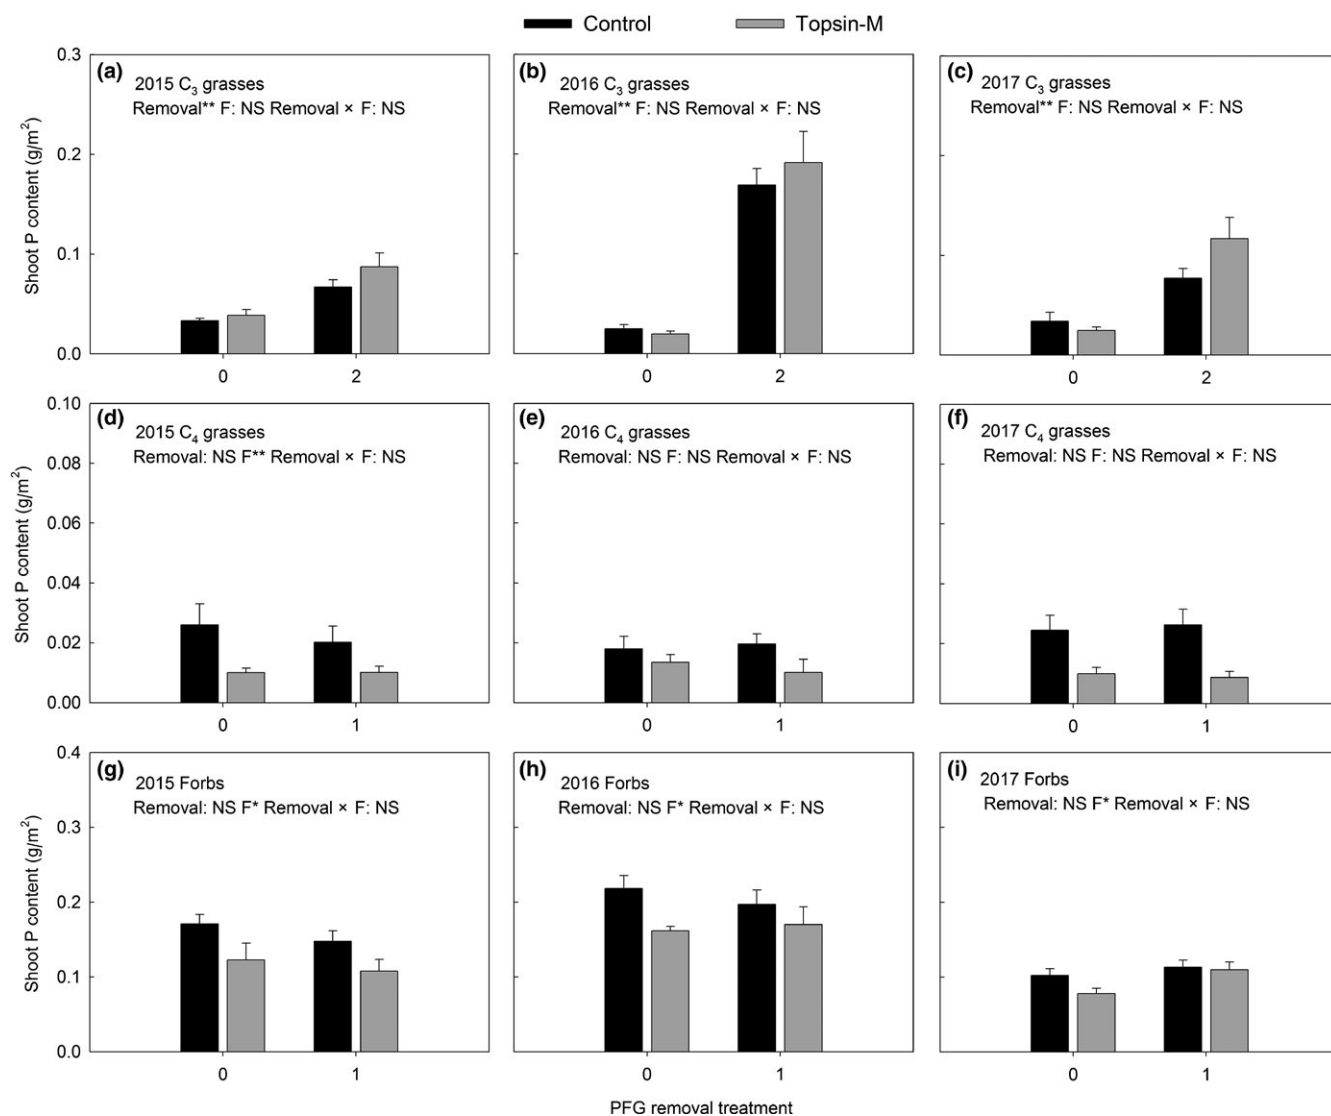 Control Topsin-M
(a) 2015 C₃ grasses
Removal** F: NS Removal × F: NS
(b) 2016 C₃ grasses
Removal** F: NS Removal × F: NS
(c) 2017 C₃ grasses
Removal** F: NS Removal × F: NS
Shoot P content (g/m²)
0.3
0.2
0.1
0.0
0 2
0 2
0 2
(d) 2015 C₄ grasses
Removal: NS F** Removal × F: NS
(e) 2016 C₄ grasses
Removal: NS F: NS Removal × F: NS
(f) 2017 C₄ grasses
Removal: NS F: NS Removal × F: NS
Shoot P content (g/m²)
0.10
0.08
0.06
0.04
0.02
0.00
0 1
0 1
0 1
(g) 2015 Forbs
Removal: NS F* Removal × F: NS
(h) 2016 Forbs
Removal: NS F* Removal × F: NS
(i) 2017 Forbs
Removal: NS F* Removal × F: NS
Shoot P content (g/m²)
0.4
0.3
0.2
0.1
0.0
0 1
0 1
0 1
PFG removal treatment